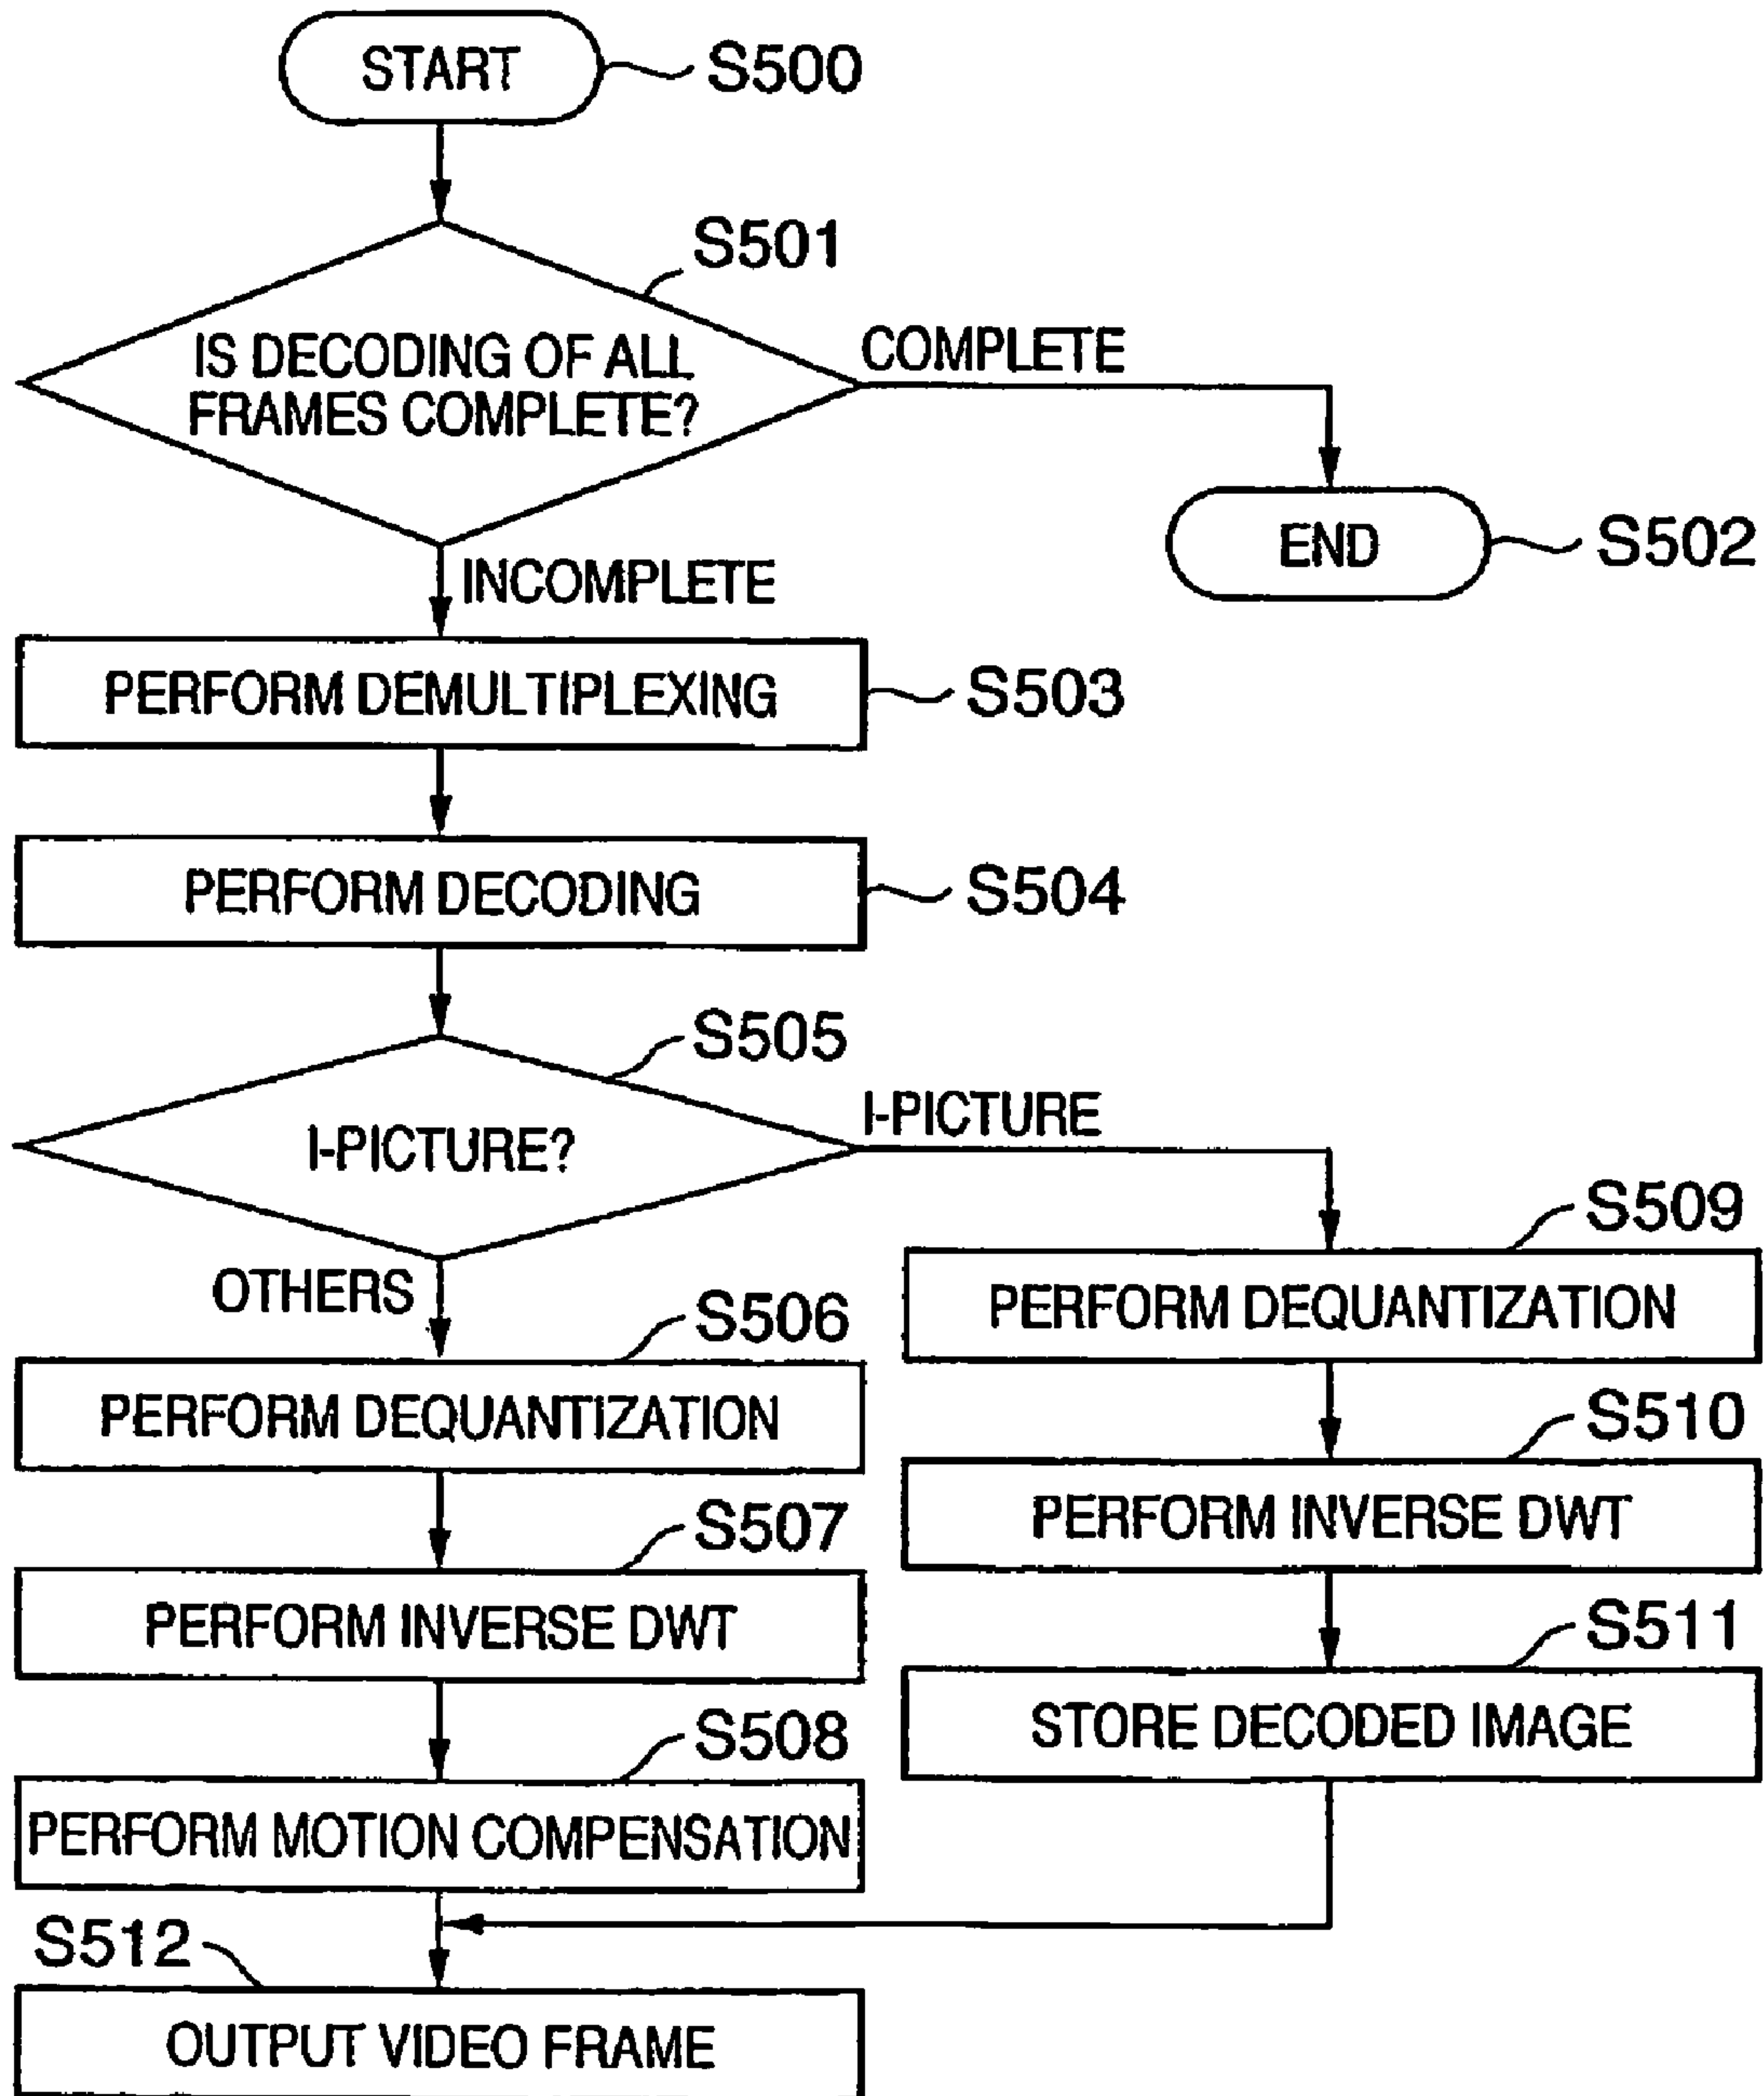 START
S500
S501
IS DECODING OF ALL
FRAMES COMPLETE?
COMPLETE
END
S502
INCOMPLETE
PERFORM DEMULTIPLEXING
S503
PERFORM DECODING
S504
S505
I-PICTURE?
I-PICTURE
OTHERS
S506
PERFORM DEQUANTIZATION
S507
PERFORM INVERSE DWT
S508
PERFORM MOTION COMPENSATION
S509
PERFORM DEQUANTIZATION
S510
PERFORM INVERSE DWT
S511
STORE DECODED IMAGE
S512
OUTPUT VIDEO FRAME